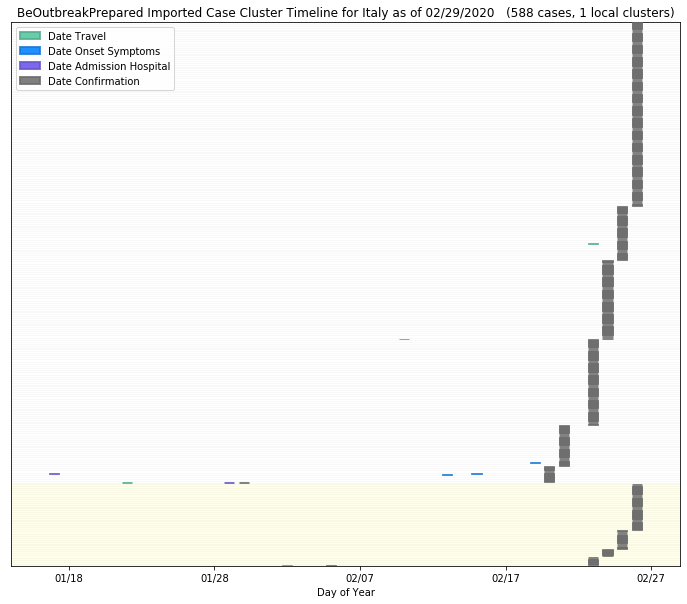 BeOutbreakPrepared Imported Case Cluster Timeline for Italy as of 02/29/2020   (588 cases, 1 local clusters)
Date Travel
Date Onset Symptoms
Date Admission Hospital
Date Confirmation
01/18 01/28 02/07 02/17 02/27
Day of Year